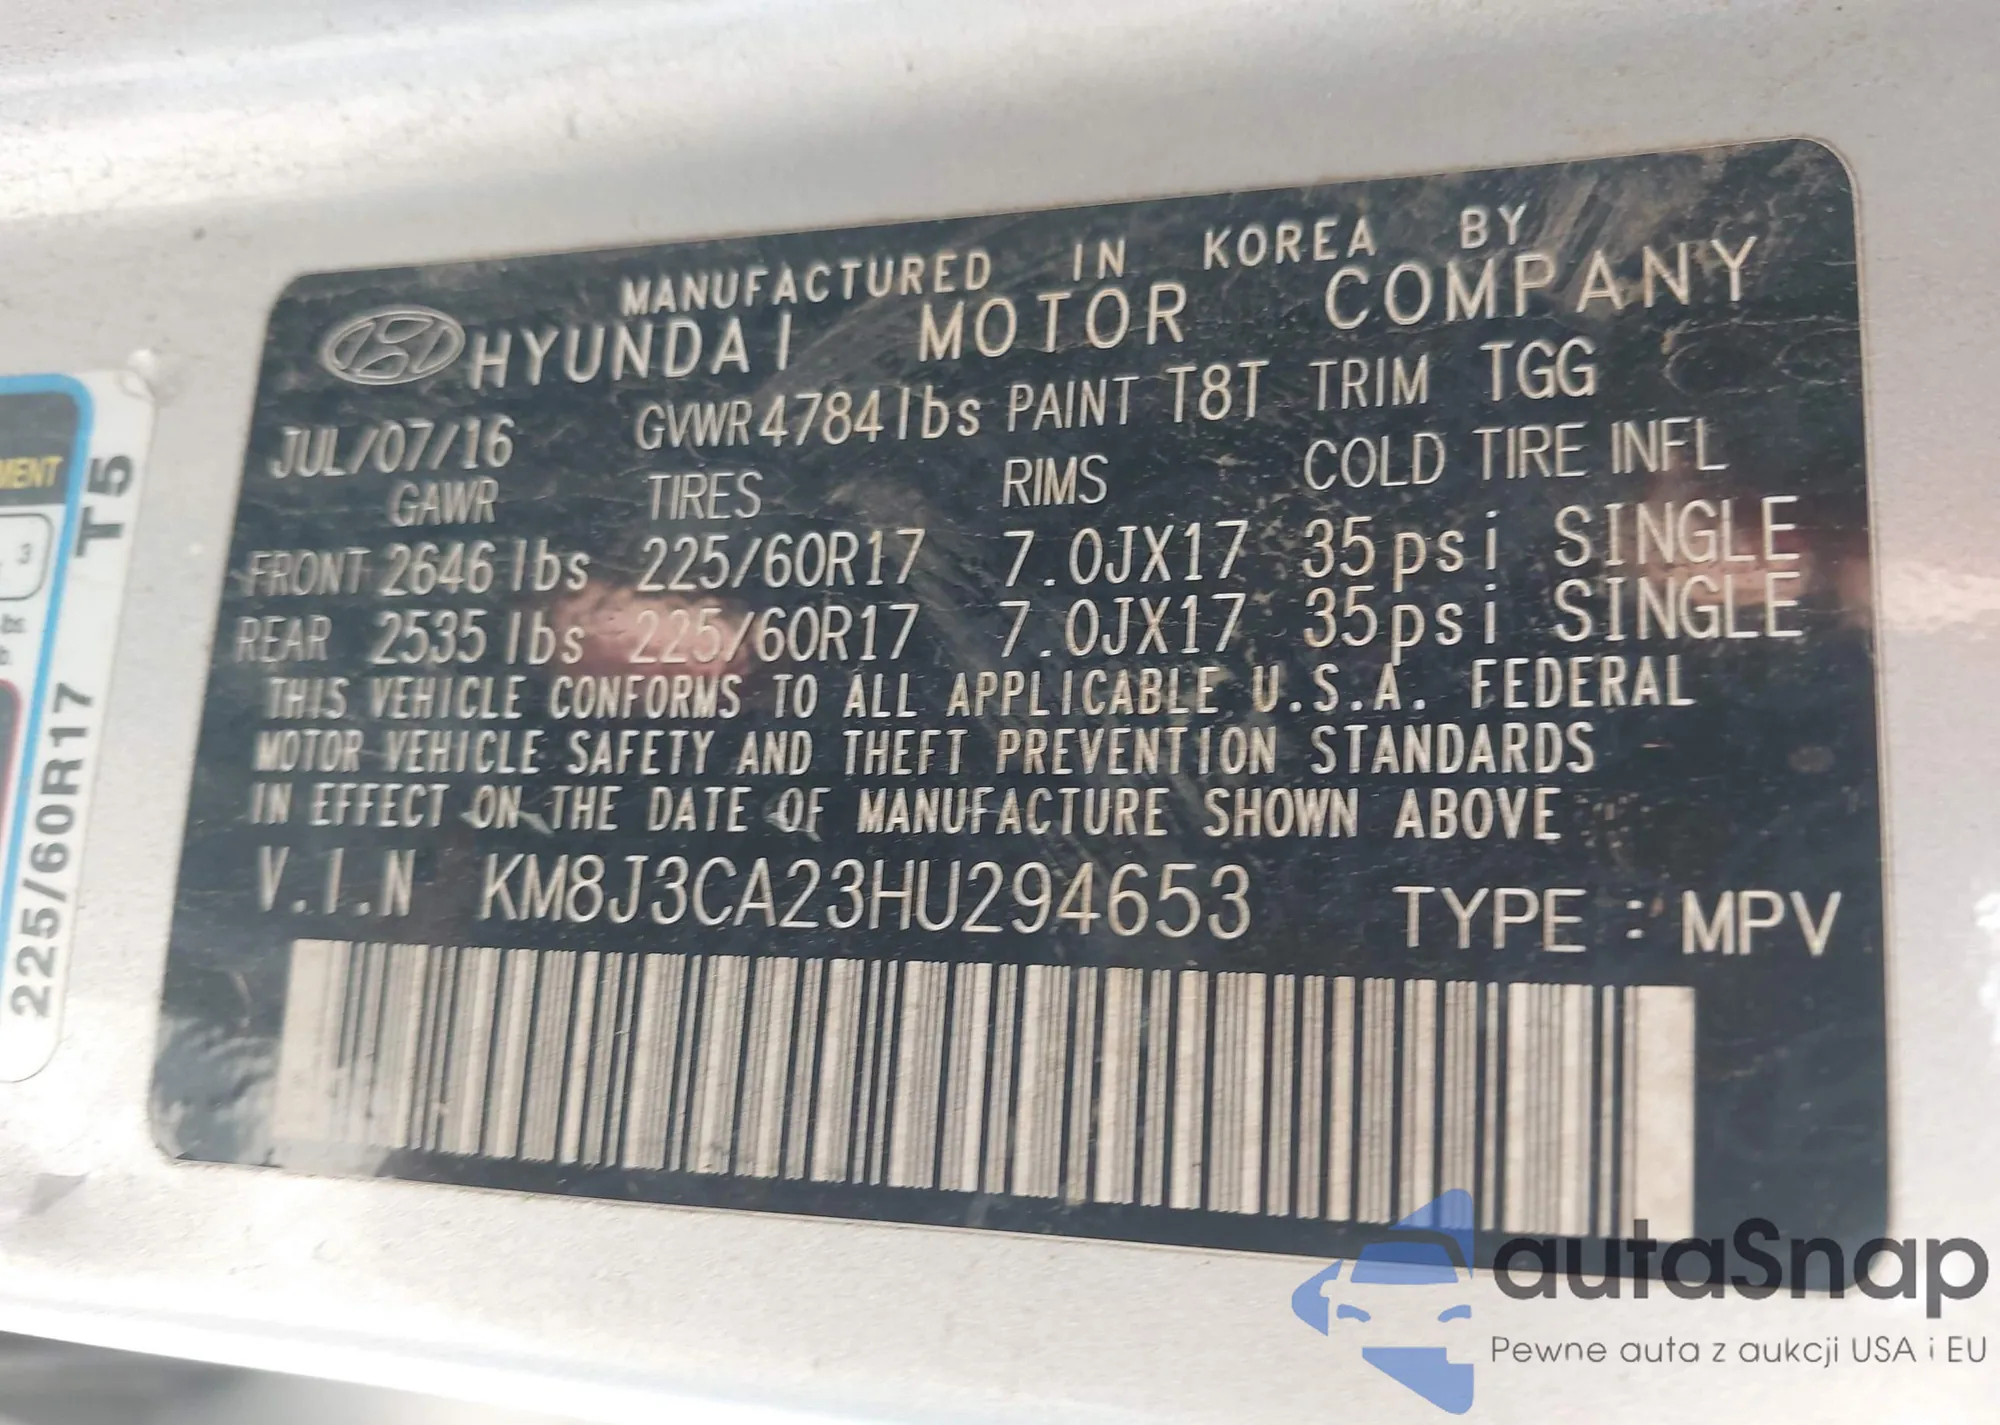 MANUFACTURED IN KOREA BY
HYUNDAI MOTOR COMPANY
JUL/07/16 GVWR 4784 lbs PAINT T8T TRIM TGG
GAWR TIRES RIMS COLD TIRE INFL
FRONT 2646 lbs 225/60R17 7.0JX17 35psi SINGLE
REAR 2535 lbs 225/60R17 7.0JX17 35psi SINGLE
THIS VEHICLE CONFORMS TO ALL APPLICABLE U.S.A. FEDERAL
MOTOR VEHICLE SAFETY AND THEFT PREVENTION STANDARDS
IN EFFECT ON THE DATE OF MANUFACTURE SHOWN ABOVE
V.I.N KM8J3CA23HU294653 TYPE : MPV
225/60R17 T5
3
autaSnap
Pewne auta z aukcji USA i EU